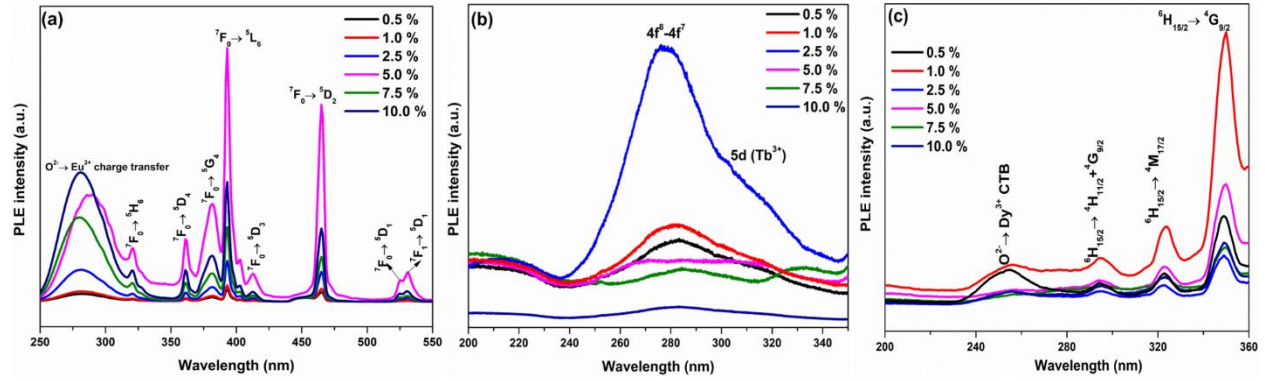 (a)
0.5 %
1.0 %
2.5 %
5.0 %
7.5 %
10.0 %
⁷F₀→⁵L₆
⁷F₀→⁵D₂
O²⁻→Eu³⁺ charge transfer
⁷F₀→⁵H₆
⁷F₀→⁵D₄
⁷F₀→⁵G₄
⁷F₀→⁵D₃
⁷F₀→⁵D₁
⁷F₁→⁵D₁
PLE intensity (a.u.)
250 300 350 400 450 500 550
Wavelength (nm)
(b)
0.5 %
1.0 %
2.5 %
5.0 %
7.5 %
10.0 %
4f⁸-4f⁷
5d (Tb³⁺)
PLE intensity (a.u.)
200 220 240 260 280 300 320 340
Wavelength (nm)
(c)
0.5 %
1.0 %
2.5 %
5.0 %
7.5 %
10.0 %
⁶H₁₅/₂→ ⁴G₉/₂
O²⁻→ Dy³⁺ CTB
⁶H₁₅/₂→ ⁴H₁₁/₂+⁴G₉/₂
⁶H₁₅/₂→ ⁴M₁₇/₂
PLE intensity (a.u.)
200 240 280 320 360
Wavelength (nm)